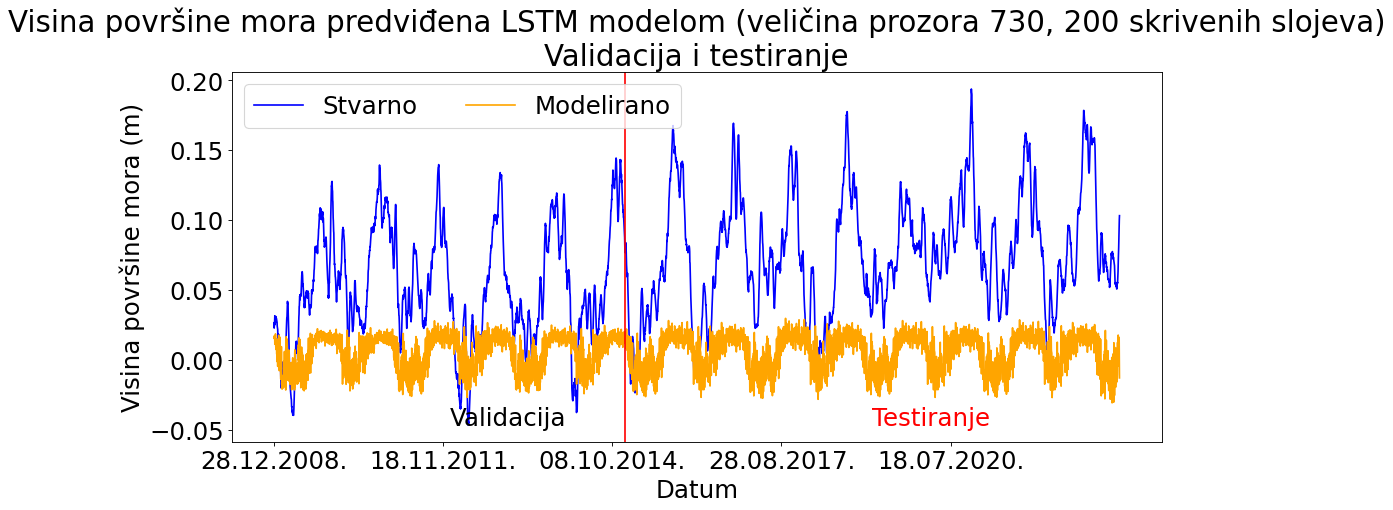 Visina površine mora predviđena LSTM modelom (veličina prozora 730, 200 skrivenih slojeva)
Validacija i testiranje
Stvarno
Modelirano
Visina površine mora (m)
0.20
0.15
0.10
0.05
0.00
−0.05
Validacija
Testiranje
28.12.2008.
18.11.2011.
08.10.2014.
28.08.2017.
18.07.2020.
Datum